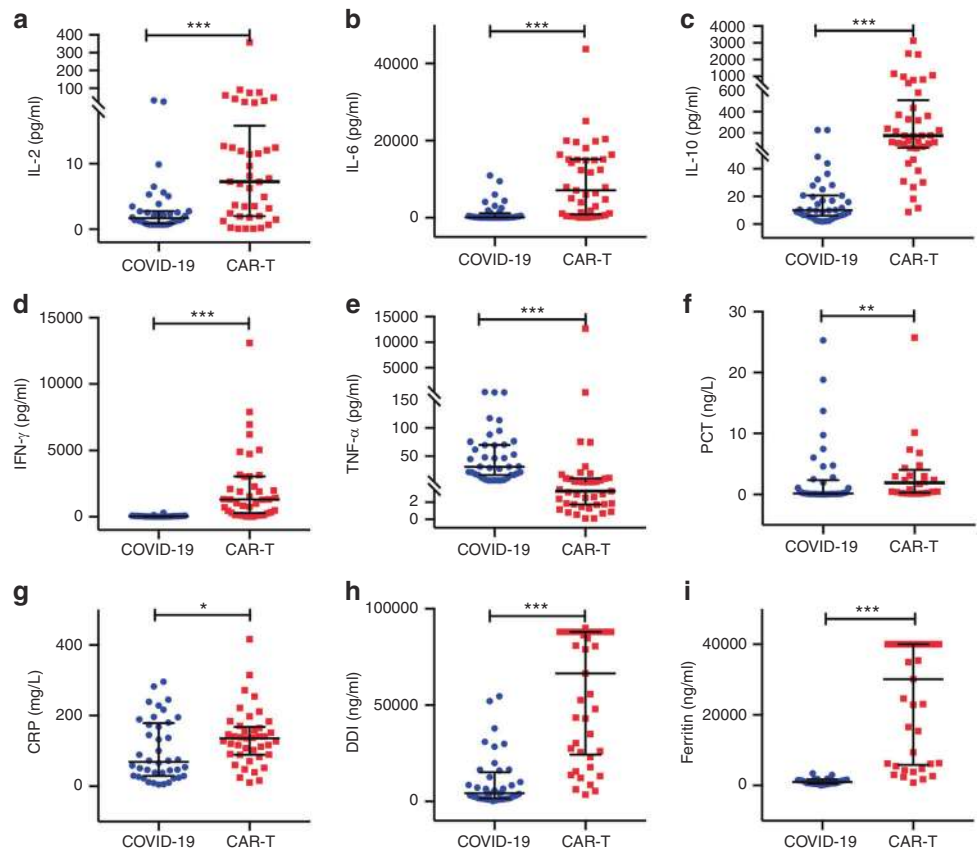 a
***
IL-2 (pg/ml)
400
300
200
100
10
0
COVID-19 CAR-T
b
***
IL-6 (pg/ml)
40000
20000
0
COVID-19 CAR-T
c
***
IL-10 (pg/ml)
4000
3000
2000
1000
600
400
200
40
20
0
COVID-19 CAR-T
d
***
IFN-γ (pg/ml)
15000
10000
5000
0
COVID-19 CAR-T
e
***
TNF-α (pg/ml)
15000
10000
5000
150
100
50
2
0
COVID-19 CAR-T
f
**
PCT (ng/L)
30
20
10
0
COVID-19 CAR-T
g
*
CRP (mg/L)
400
200
0
COVID-19 CAR-T
h
***
DDI (ng/ml)
100000
50000
0
COVID-19 CAR-T
i
***
Ferritin (ng/ml)
40000
20000
0
COVID-19 CAR-T